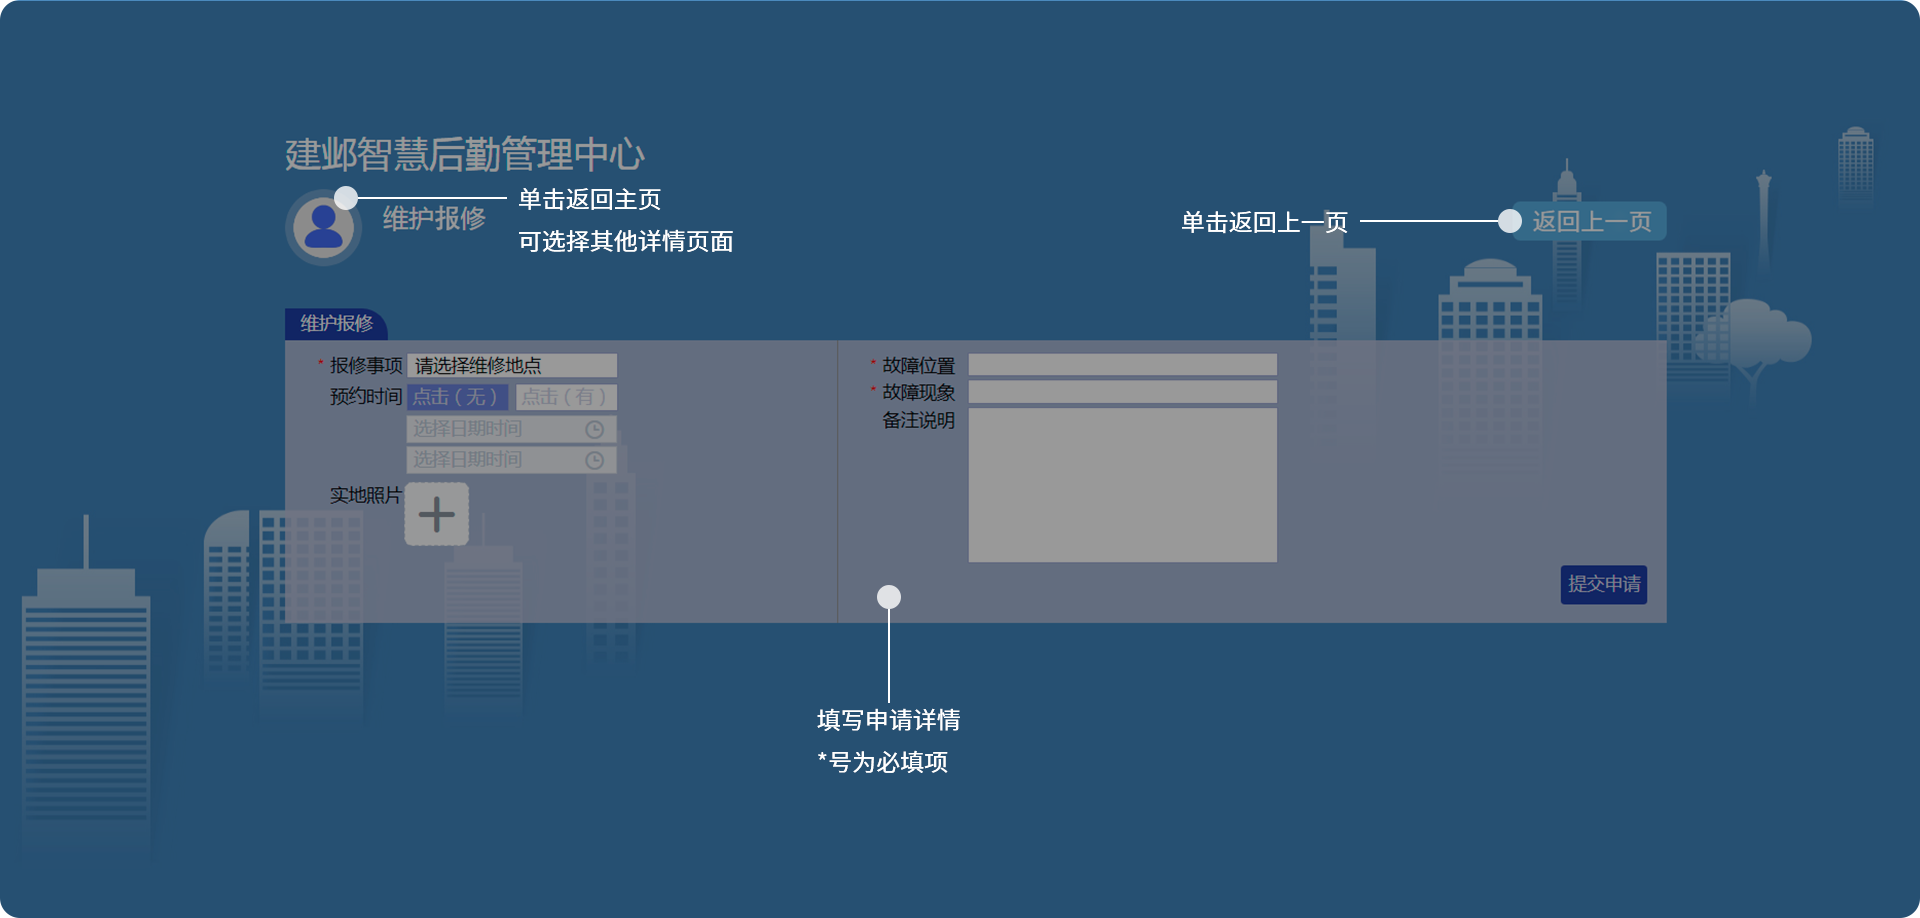 建邺智慧后勤管理中心
单击返回主页
维护报修
可选择其他详情页面
单击返回上一页
返回上一页
维护报修
* 报修事项 请选择维修地点
预约时间 点击（无） 点击（有）
选择日期时间
选择日期时间
实地照片
* 故障位置
* 故障现象
备注说明
提交申请
填写申请详情
*号为必填项